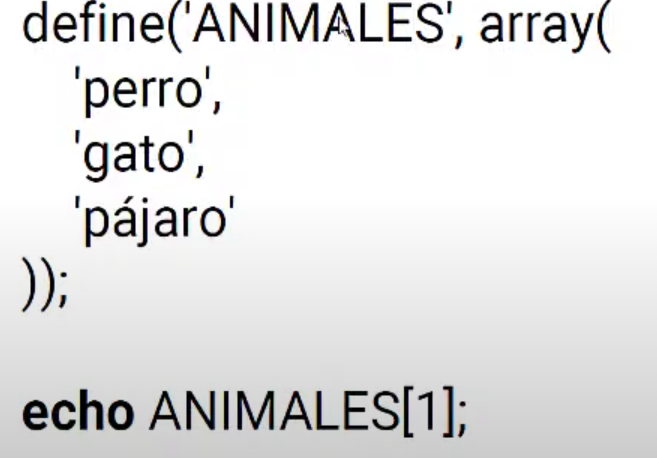 define('ANIMALES', array(
'perro',
'gato',
'pájaro'
));
echo ANIMALES[1];